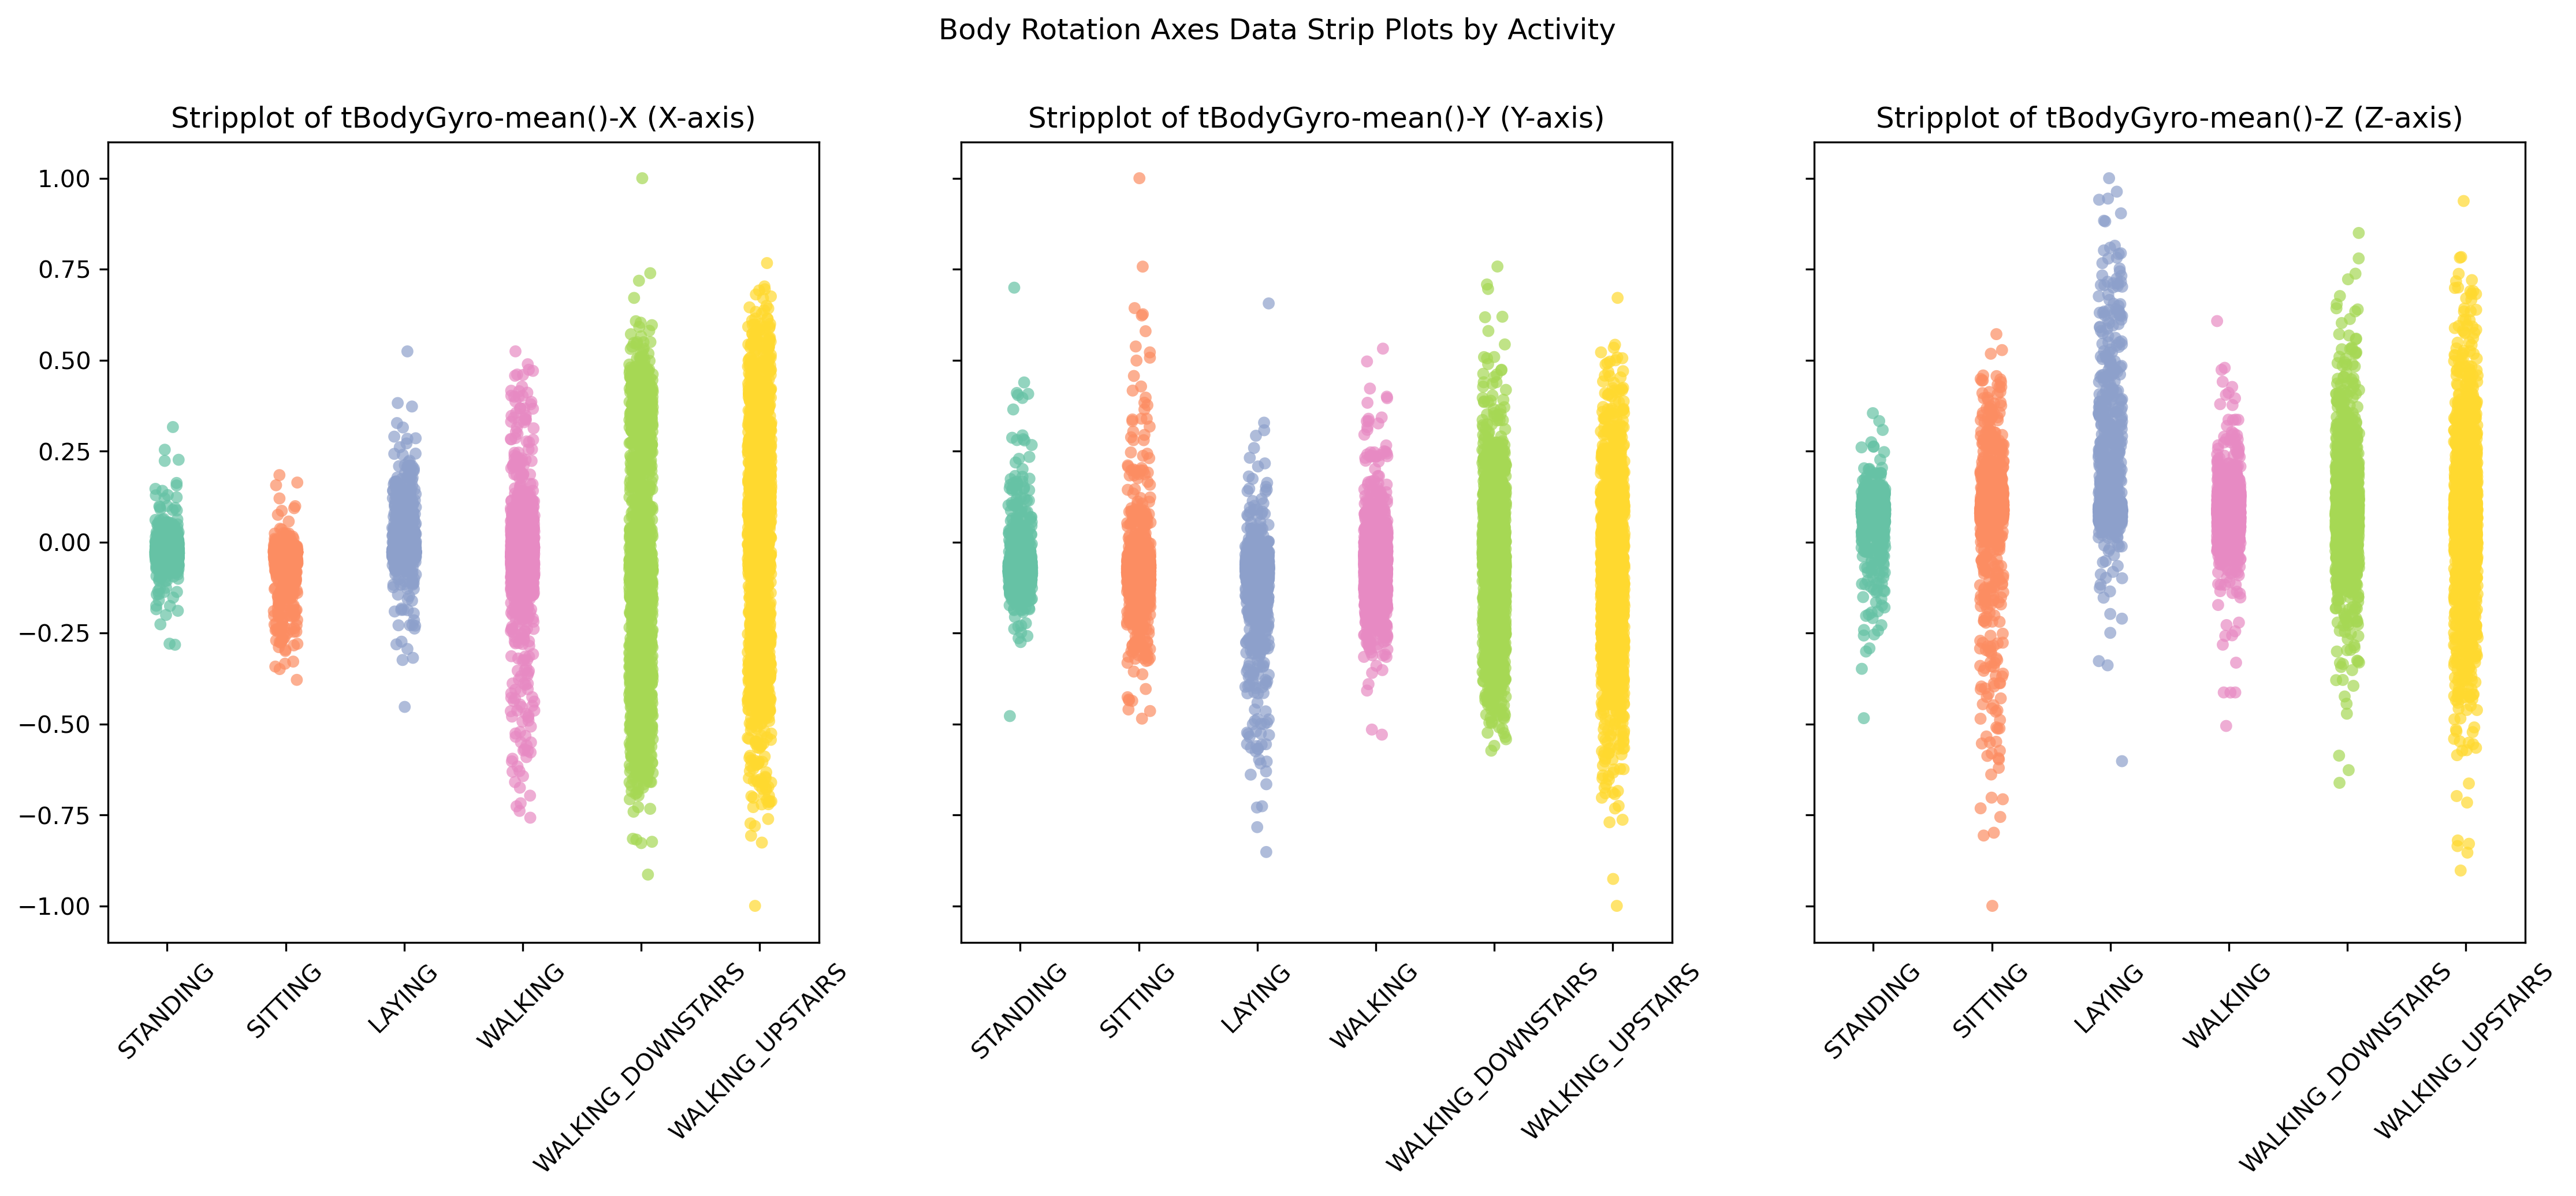 Body Rotation Axes Data Strip Plots by Activity
Stripplot of tBodyGyro-mean()-X (X-axis)
1.00
0.75
0.50
0.25
0.00
−0.25
−0.50
−0.75
−1.00
STANDING
SITTING
LAYING
WALKING
WALKING_DOWNSTAIRS
WALKING_UPSTAIRS
Stripplot of tBodyGyro-mean()-Y (Y-axis)
STANDING
SITTING
LAYING
WALKING
WALKING_DOWNSTAIRS
WALKING_UPSTAIRS
Stripplot of tBodyGyro-mean()-Z (Z-axis)
STANDING
SITTING
LAYING
WALKING
WALKING_DOWNSTAIRS
WALKING_UPSTAIRS